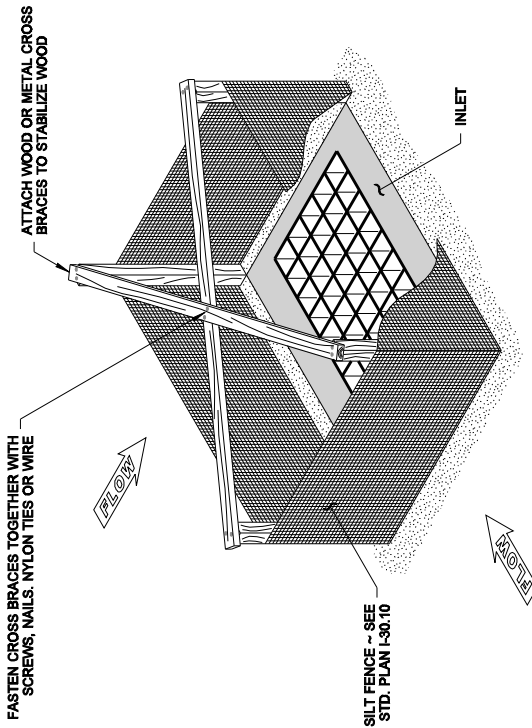 FASTEN CROSS BRACES TOGETHER WITH
SCREWS, NAILS. NYLON TIES OR WIRE
ATTACH WOOD OR METAL CROSS
BRACES TO STABILIZE WOOD
FLOW
INLET
SILT FENCE ~ SEE
STD. PLAN I-30.10
FLOW